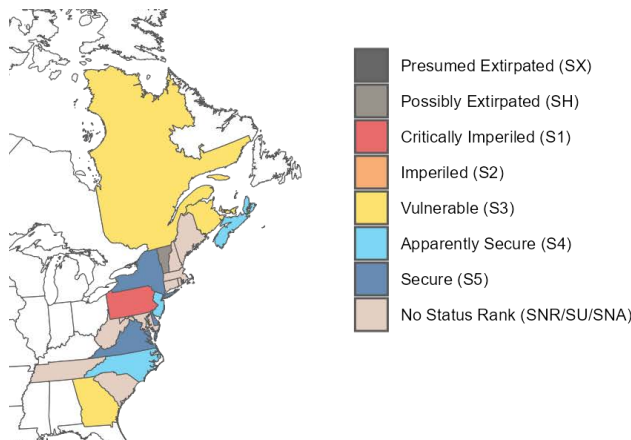 Presumed Extirpated (SX)
Possibly Extirpated (SH)
Critically Imperiled (S1)
Imperiled (S2)
Vulnerable (S3)
Apparently Secure (S4)
Secure (S5)
No Status Rank (SNR/SU/SNA)